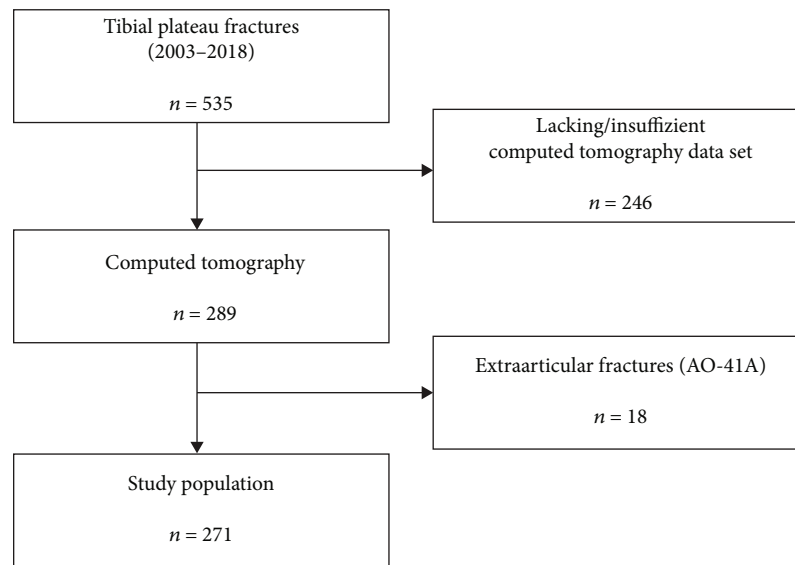 Tibial plateau fractures
(2003–2018)
n = 535
Lacking/insuffizient
computed tomography data set
n = 246
Computed tomography
n = 289
Extraarticular fractures (AO-41A)
n = 18
Study population
n = 271